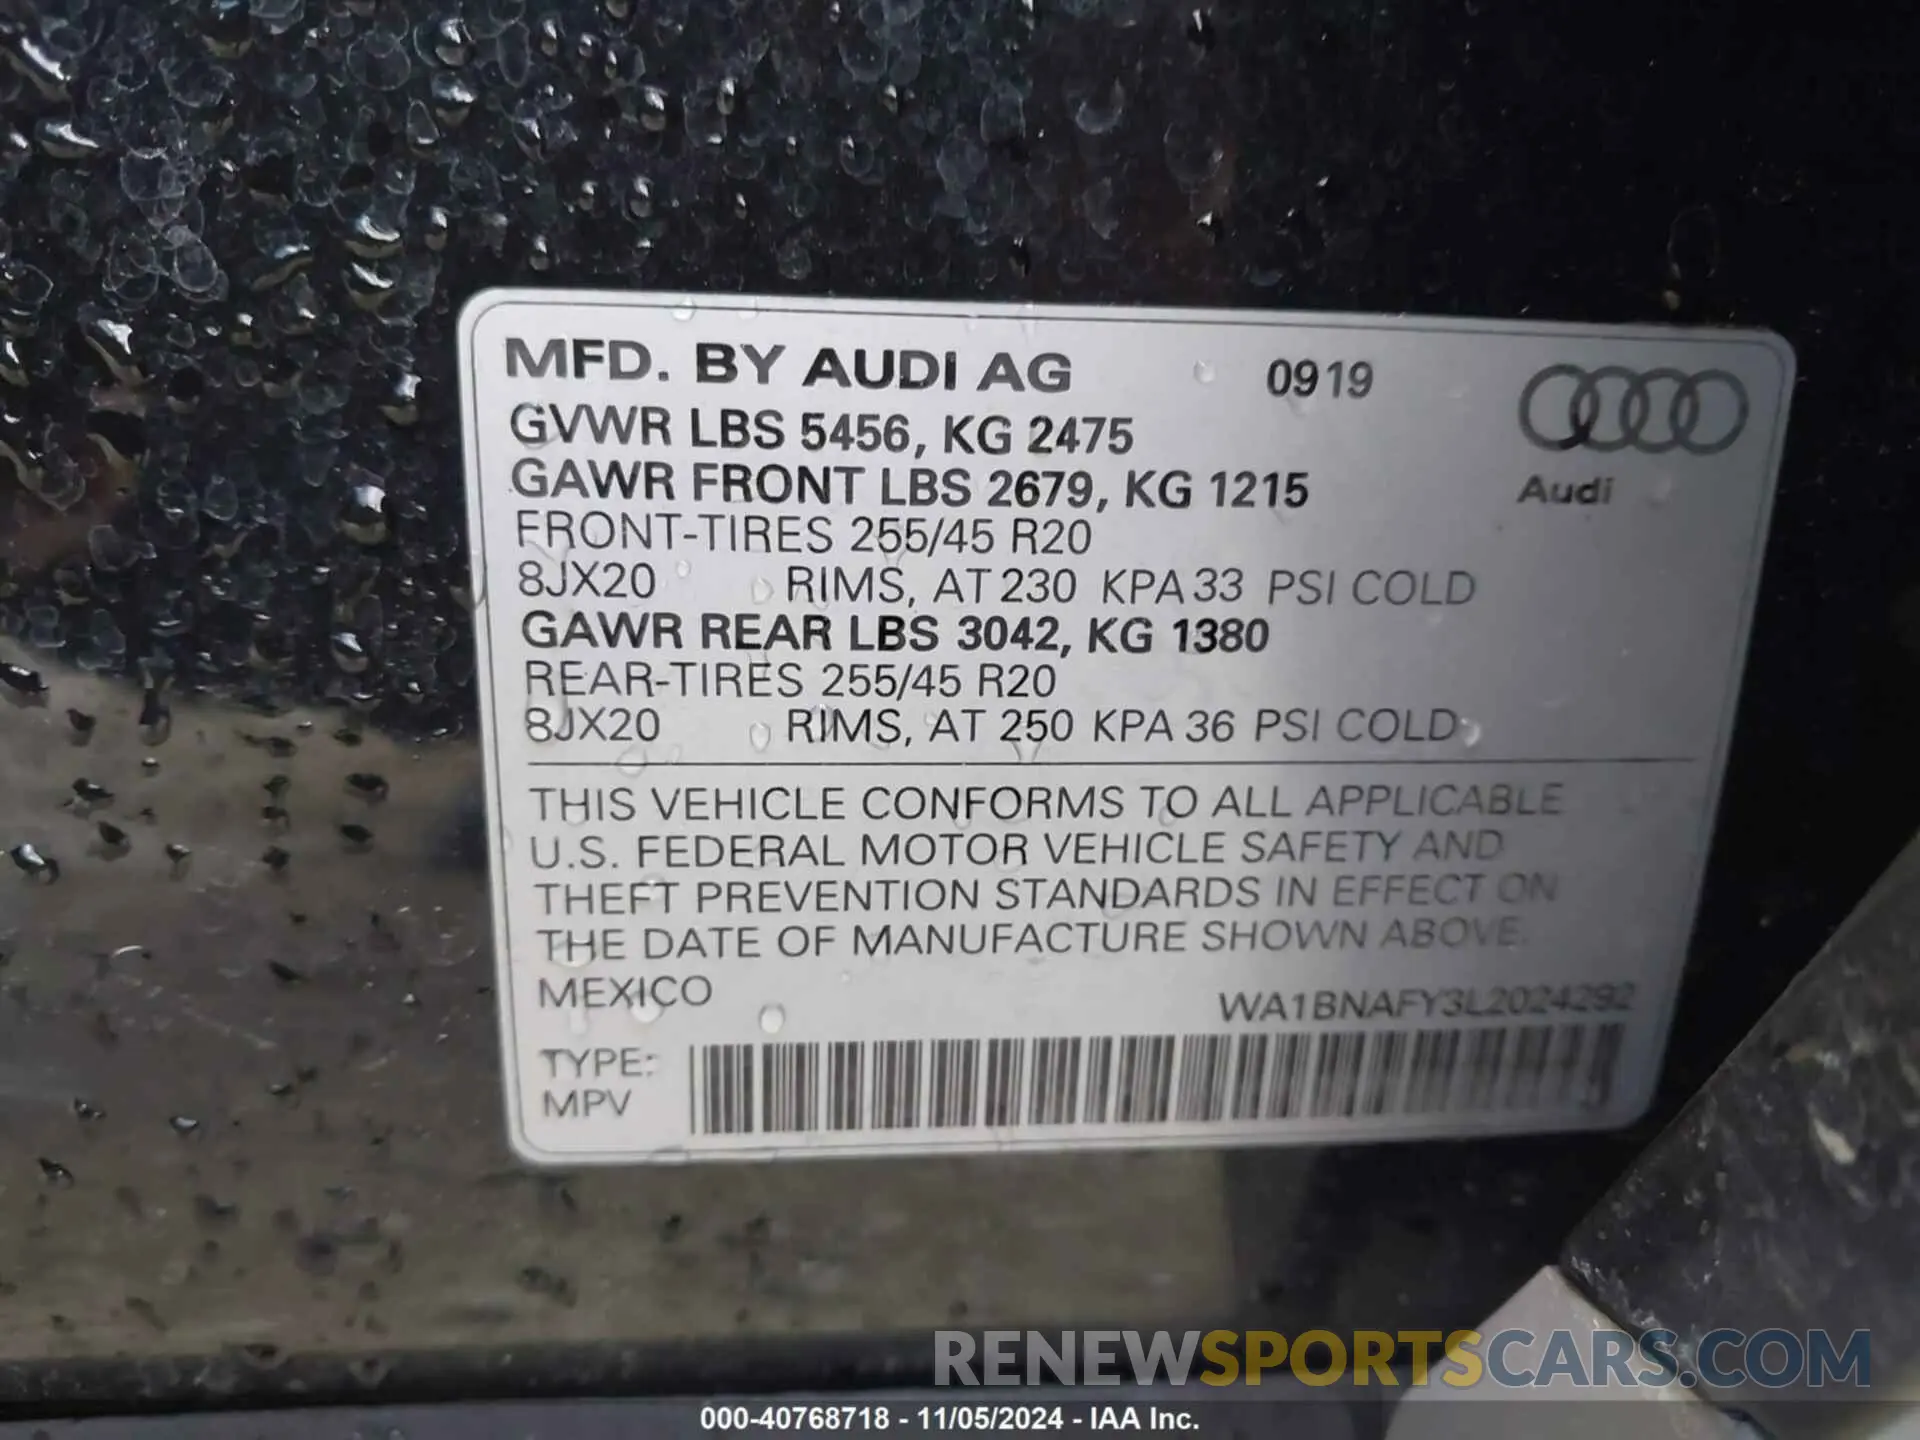 MFD. BY AUDI AG 0919
GVWR LBS 5456, KG 2475
GAWR FRONT LBS 2679, KG 1215
Audi
FRONT-TIRES 255/45 R20
8JX20 RIMS, AT 230 KPA 33 PSI COLD
GAWR REAR LBS 3042, KG 1380
REAR-TIRES 255/45 R20
8JX20 RIMS, AT 250 KPA 36 PSI COLD
THIS VEHICLE CONFORMS TO ALL APPLICABLE
U.S. FEDERAL MOTOR VEHICLE SAFETY AND
THEFT PREVENTION STANDARDS IN EFFECT ON
THE DATE OF MANUFACTURE SHOWN ABOVE.
MEXICO WA1BNAFY3L2024292
TYPE:
MPV
RENEWSPORTSCARS.COM
000-40768718 - 11/05/2024 - IAA Inc.